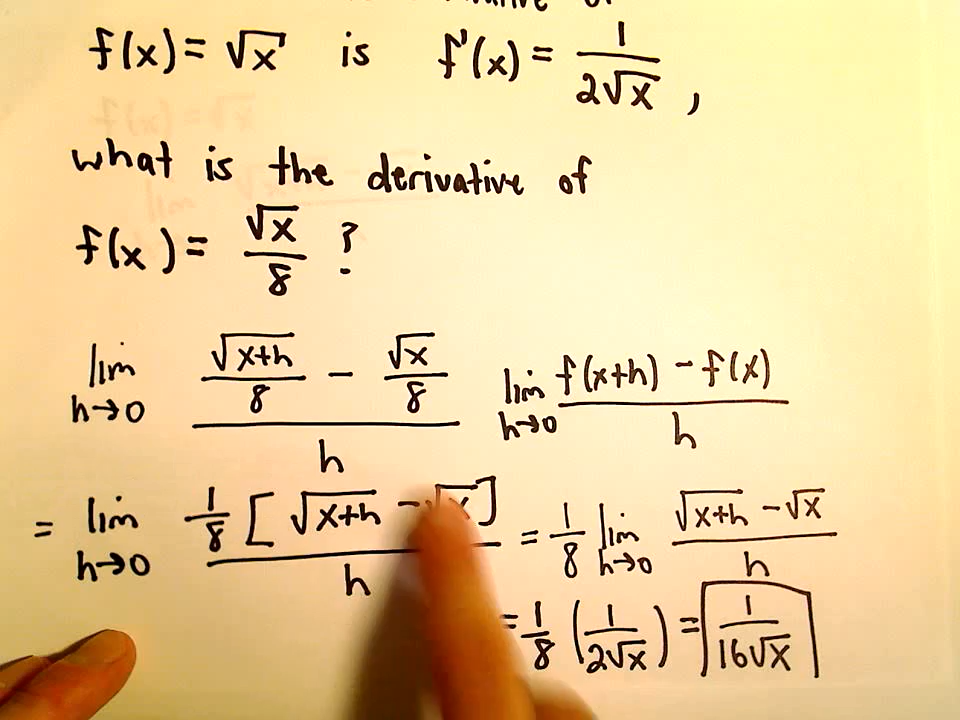 f(x) = √x is f'(x) = 1/(2√x),
what is the derivative of
f(x) = √x/8 ?
lim h→0 (√(x+h)/8 − √x/8)/h lim h→0 (f(x+h) − f(x))/h
= lim h→0 (1/8 [√(x+h) − √x])/h = 1/8 lim h→0 (√(x+h) − √x)/h
= 1/8 (1/(2√x)) = 1/(16√x)